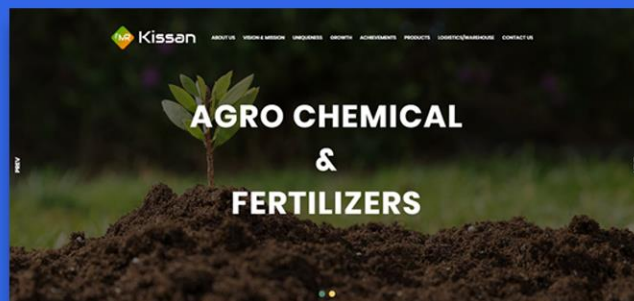 NR Kissan
ABOUT US VISION & MISSION UNIQUENESS GROWTH ACHIEVEMENTS PRODUCTS LOGISTICS/WAREHOUSE CONTACT US
AGRO CHEMICAL
&
FERTILIZERS
PREV